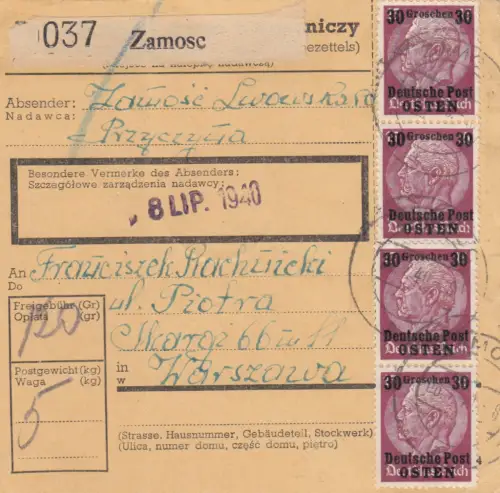 037 Zamosc
niczy
ezettels)
Absender: Zamość Lwowska
Nadawca:
Przyczyna
Besondere Vermerke des Absenders:
Szczegółowe zarządzenia nadawcy:
8 LIP. 1940
An Franciszek
Do
ul. Piotra
Skargi 66 m 11
in Warszawa
w
Freigebühr (Gr)
Opłata (gr)
120
Postgewicht (kg)
Waga (kg)
5
(Strasse, Hausnummer, Gebäudeteil, Stockwerk)
(Ulica, numer domu, część domu, piętro)
30 Groschen 30
Deutsche Post
OSTEN
30 Groschen 30
Deutsche Post
OSTEN
30 Groschen 30
Deutsche Post
OSTEN
30 Groschen 30
Deutsche Post
OSTEN